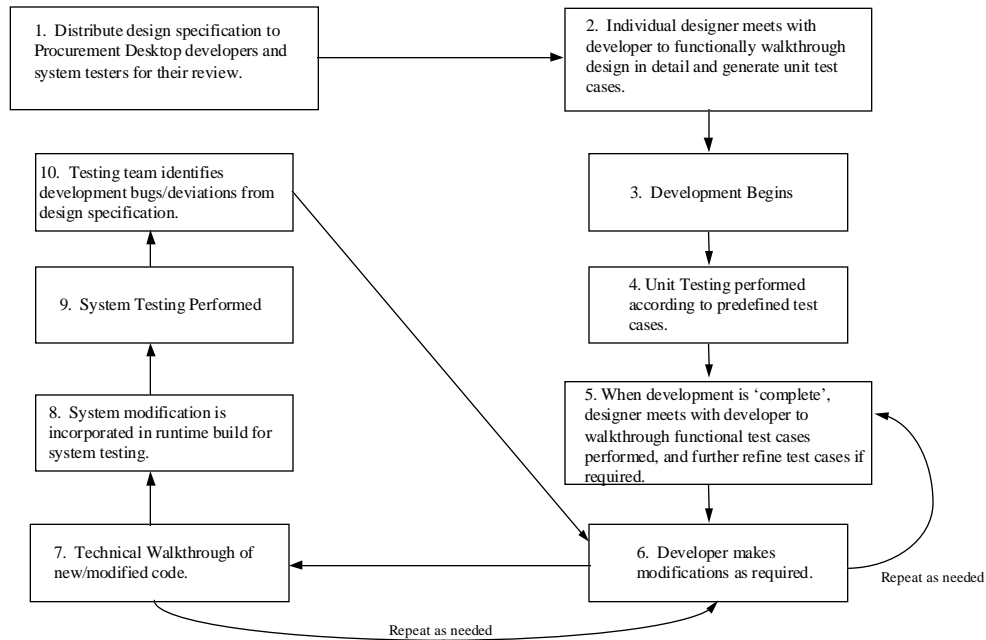 1. Distribute design specification to
Procurement Desktop developers and
system testers for their review.
2. Individual designer meets with
developer to functionally walkthrough
design in detail and generate unit test
cases.
3. Development Begins
4. Unit Testing performed
according to predefined test
cases.
5. When development is ‘complete’,
designer meets with developer to
walkthrough functional test cases
performed, and further refine test cases if
required.
6. Developer makes
modifications as required.
Repeat as needed
7. Technical Walkthrough of
new/modified code.
Repeat as needed
8. System modification is
incorporated in runtime build for
system testing.
9. System Testing Performed
10. Testing team identifies
development bugs/deviations from
design specification.